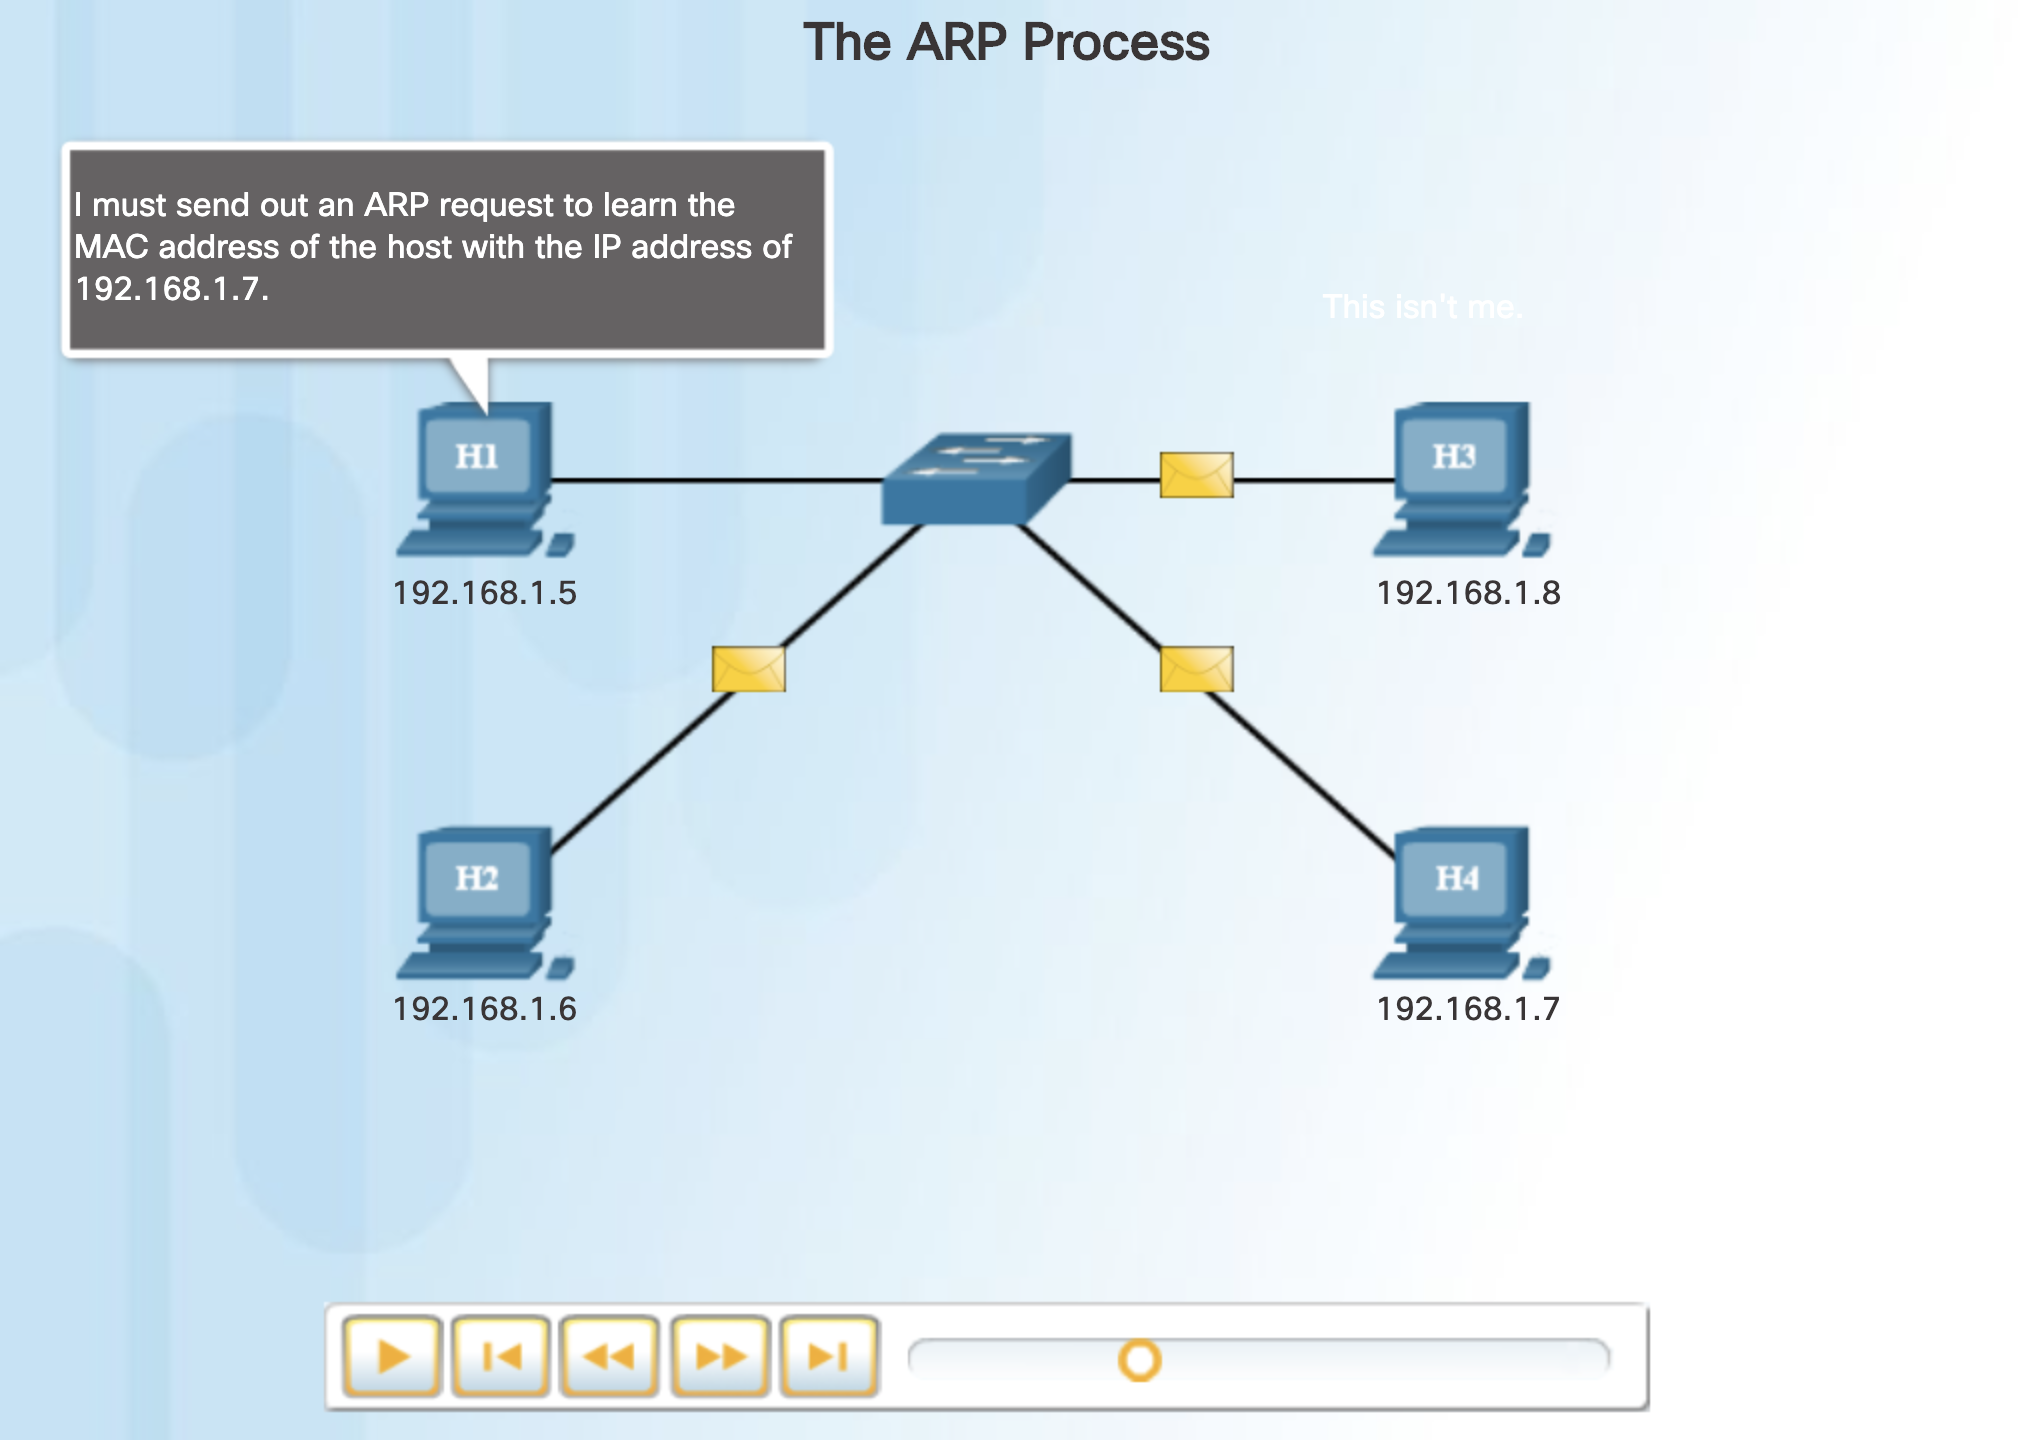 The ARP Process
I must send out an ARP request to learn the
MAC address of the host with the IP address of
192.168.1.7.
This isn't me.
H1
H3
192.168.1.5
192.168.1.8
H2
H4
192.168.1.6
192.168.1.7